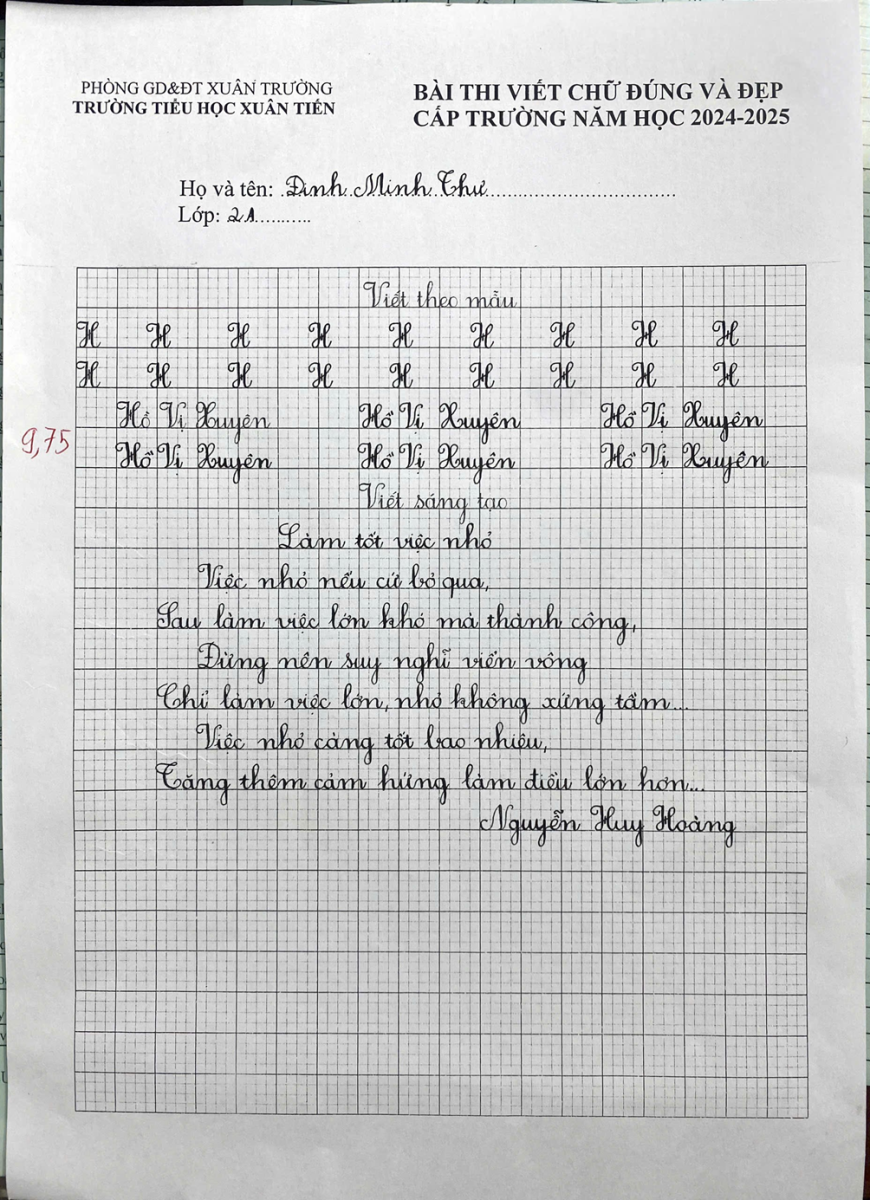 PHÒNG GD&ĐT XUÂN TRƯỜNG
TRƯỜNG TIỂU HỌC XUÂN TIẾN
BÀI THI VIẾT CHỮ ĐÚNG VÀ ĐẸP
CẤP TRƯỜNG NĂM HỌC 2024-2025
Họ và tên: Đinh Minh Thư
Lớp: 2A
Viết theo mẫu
H H H H H H H H H
H H H H H H H H H
Hồ Vị Xuyên Hồ Vị Xuyên Hồ Vị Xuyên
9,75
Hồ Vị Xuyên Hồ Vị Xuyên Hồ Vị Xuyên
Viết sáng tạo
Làm tốt việc nhỏ
Việc nhỏ nếu cứ bỏ qua,
Sau làm việc lớn khó mà thành công,
Đừng nên suy nghĩ viển vông
Chỉ làm việc lớn, nhỏ không xứng tầm...
Việc nhỏ càng tốt bao nhiêu,
Tăng thêm cảm hứng làm điều lớn hơn...
Nguyễn Huy Hoàng